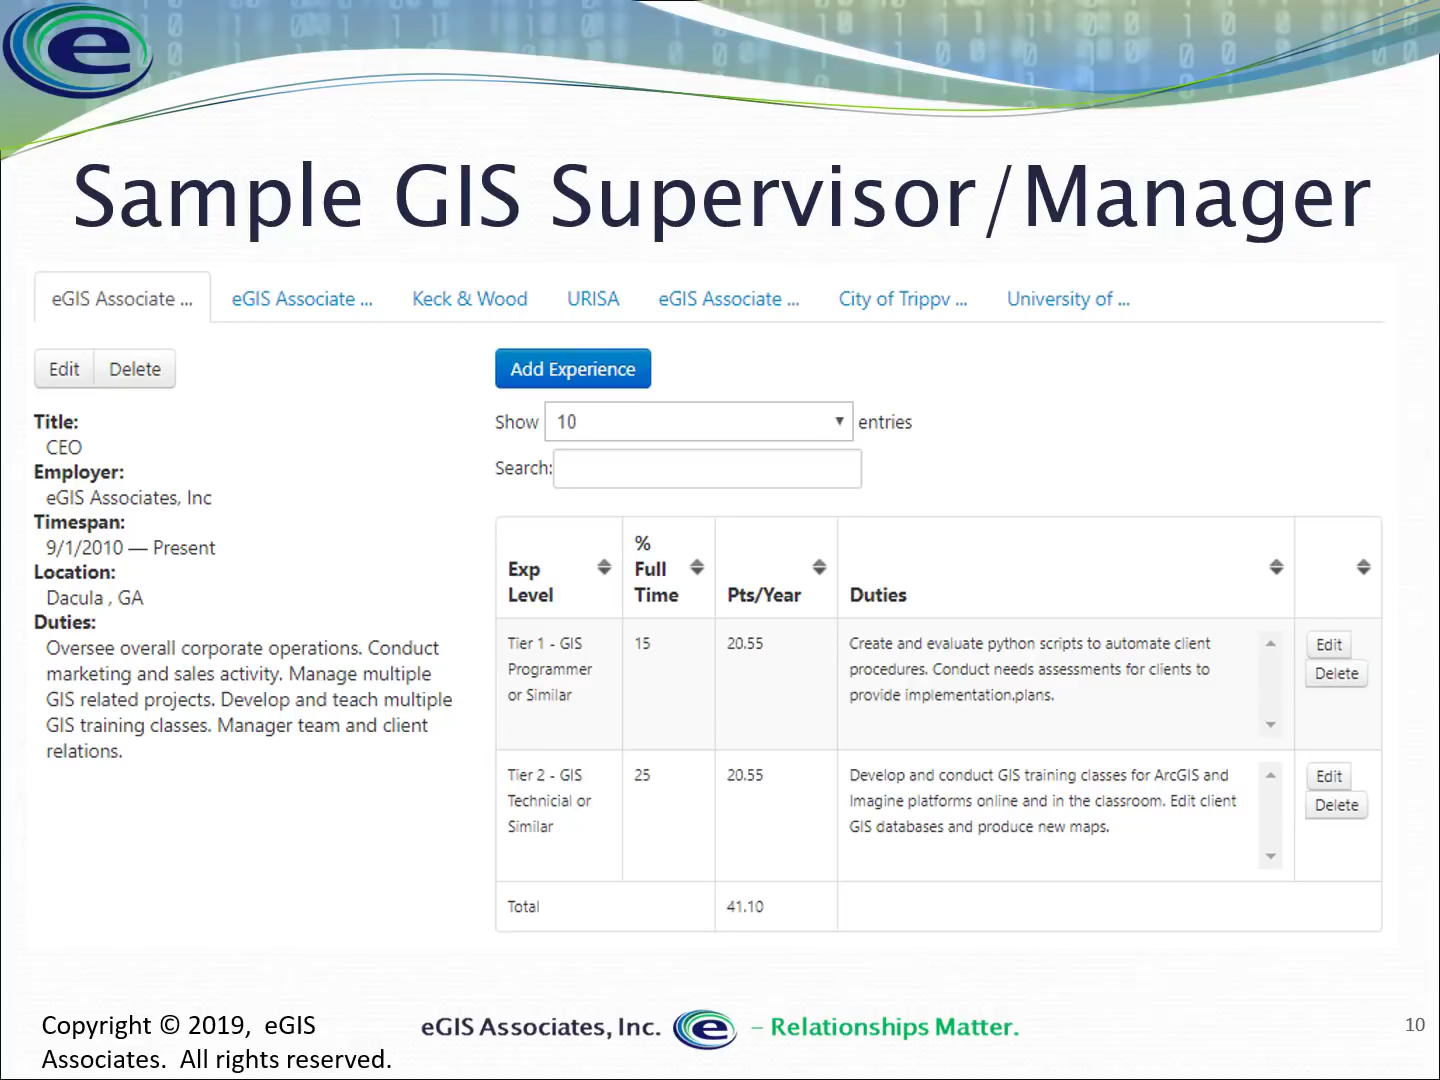 Sample GIS Supervisor/Manager
eGIS Associate ... eGIS Associate ... Keck & Wood URISA eGIS Associate ... City of Trippv ... University of ...
Edit Delete
Title:
CEO
Employer:
eGIS Associates, Inc
Timespan:
9/1/2010 — Present
Location:
Dacula , GA
Duties:
Oversee overall corporate operations. Conduct
marketing and sales activity. Manage multiple
GIS related projects. Develop and teach multiple
GIS training classes. Manager team and client
relations.
Add Experience
Show 10 entries
Search:
Exp
Level
%
Full
Time
Pts/Year
Duties
Tier 1 - GIS
Programmer
or Similar
15
20.55
Create and evaluate python scripts to automate client
procedures. Conduct needs assessments for clients to
provide implementation.plans.
Edit
Delete
Tier 2 - GIS
Technicial or
Similar
25
20.55
Develop and conduct GIS training classes for ArcGIS and
Imagine platforms online and in the classroom. Edit client
GIS databases and produce new maps.
Edit
Delete
Total 41.10
Copyright © 2019, eGIS
Associates. All rights reserved.
eGIS Associates, Inc. e – Relationships Matter.
10